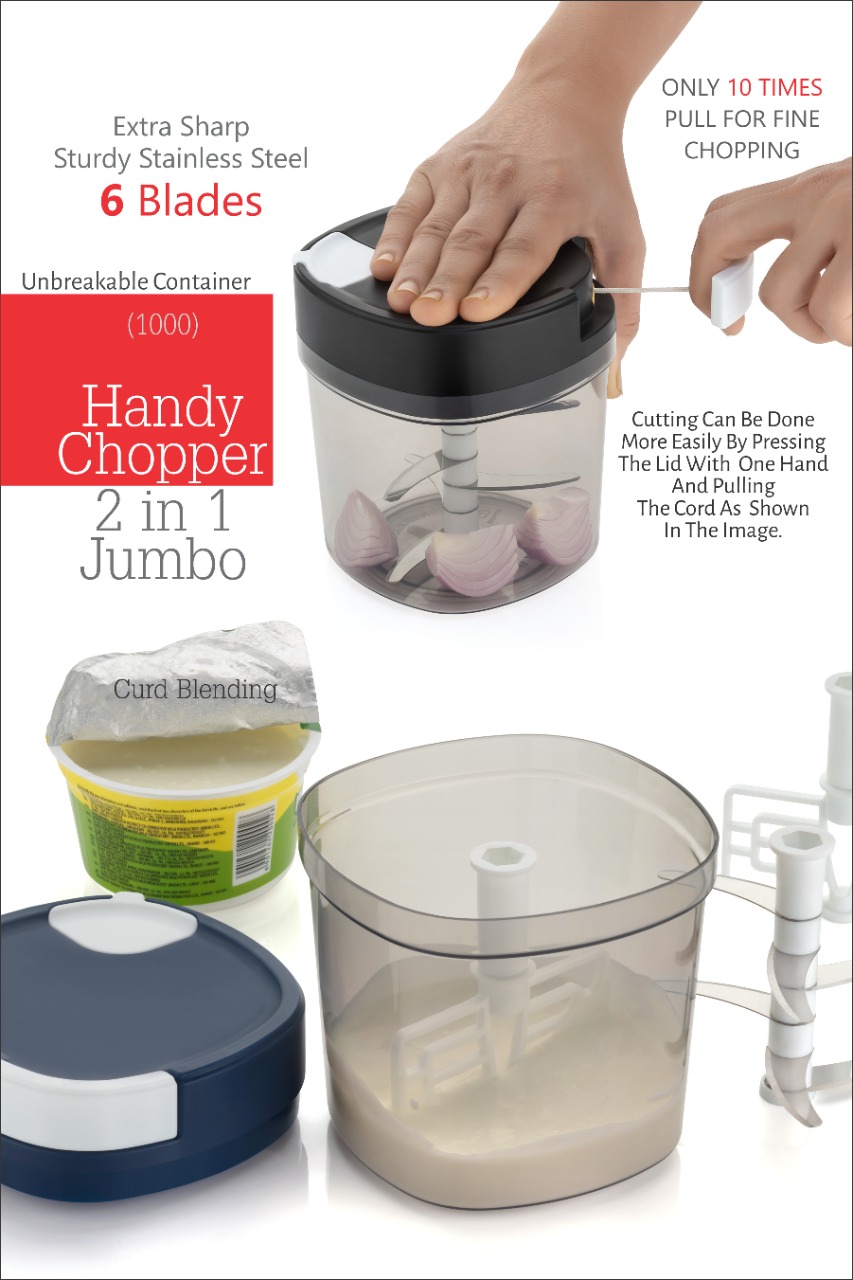 Extra Sharp
Sturdy Stainless Steel
6 Blades
ONLY 10 TIMES
PULL FOR FINE
CHOPPING
Unbreakable Container
(1000)
Handy
Chopper
2 in 1
Jumbo
Cutting Can Be Done
More Easily By Pressing
The Lid With One Hand
And Pulling
The Cord As Shown
In The Image.
Curd Blending